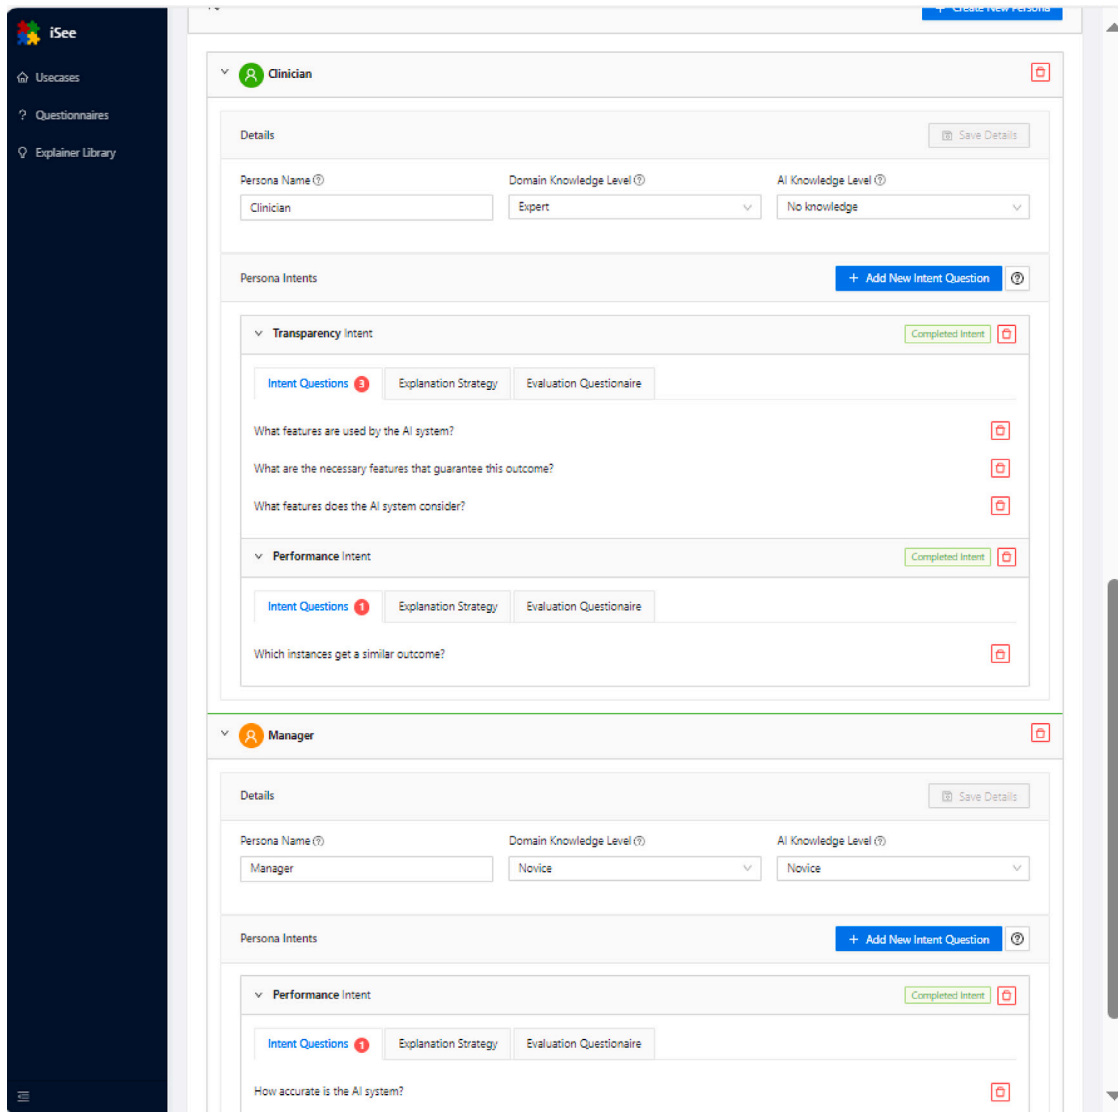 iSee
Usecases
Questionnaires
Explainer Library
+ Create New Persona
Clinician
Details
Save Details
Persona Name
Domain Knowledge Level
AI Knowledge Level
Clinician
Expert
No knowledge
Persona Intents
+ Add New Intent Question
Transparency Intent
Completed Intent
Intent Questions 3
Explanation Strategy
Evaluation Questionaire
What features are used by the AI system?
What are the necessary features that guarantee this outcome?
What features does the AI system consider?
Performance Intent
Completed Intent
Intent Questions 1
Explanation Strategy
Evaluation Questionaire
Which instances get a similar outcome?
Manager
Details
Save Details
Persona Name
Domain Knowledge Level
AI Knowledge Level
Manager
Novice
Novice
Persona Intents
+ Add New Intent Question
Performance Intent
Completed Intent
Intent Questions 1
Explanation Strategy
Evaluation Questionaire
How accurate is the AI system?